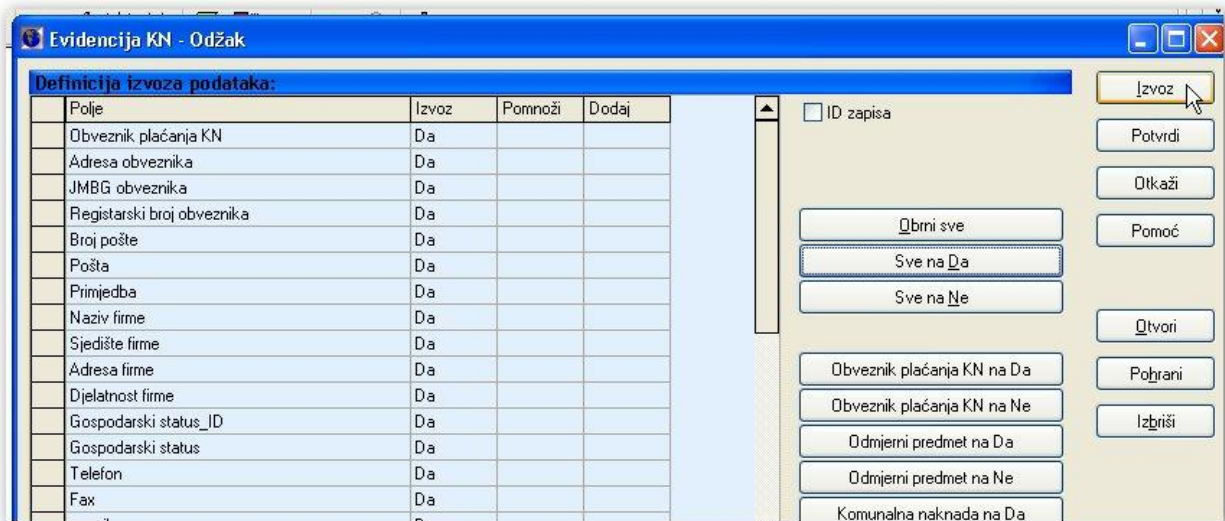 Evidencija KN - Odžak
Definicija izvoza podataka:
Polje Izvoz Pomnoži Dodaj
Obveznik plaćanja KN Da
Adresa obveznika Da
JMBG obveznika Da
Registarski broj obveznika Da
Broj pošte Da
Pošta Da
Primjedba Da
Naziv firme Da
Sjedište firme Da
Adresa firme Da
Djelatnost firme Da
Gospodarski status_ID Da
Gospodarski status Da
Telefon Da
Fax Da
ID zapisa
Obrni sve
Sve na Da
Sve na Ne
Obveznik plaćanja KN na Da
Obveznik plaćanja KN na Ne
Odmjerni predmet na Da
Odmjerni predmet na Ne
Komunalna naknada na Da
Izvoz
Potvrdi
Otkaži
Pomoć
Otvori
Pohrani
Izbriši